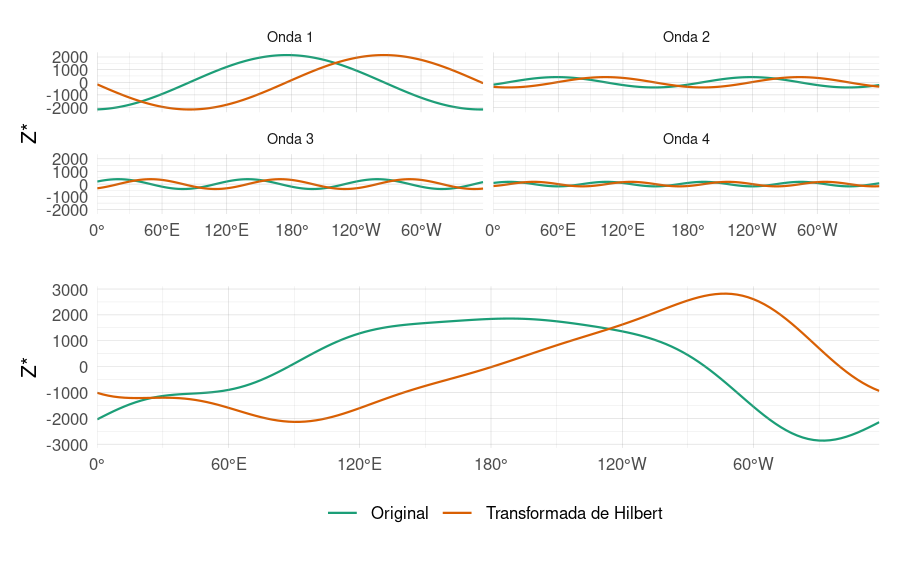 Onda 1
Onda 2
2000
1000
0
-1000
-2000
Z*
Onda 3
Onda 4
2000
1000
0
-1000
-2000
0° 60°E 120°E 180° 120°W 60°W
0° 60°E 120°E 180° 120°W 60°W
3000
2000
1000
0
-1000
-2000
-3000
Z*
0° 60°E 120°E 180° 120°W 60°W
Original Transformada de Hilbert